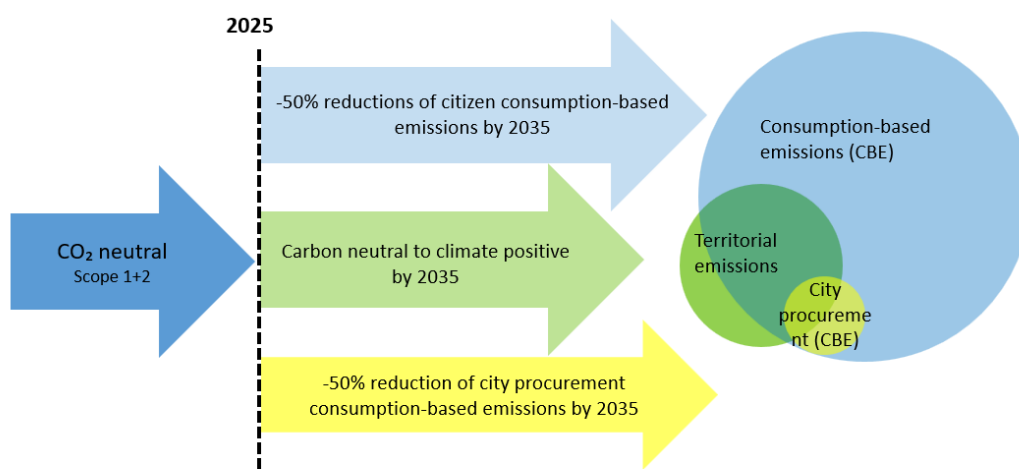 2025
-50% reductions of citizen consumption-based
emissions by 2035
Consumption-based
emissions (CBE)
CO₂ neutral
Scope 1+2
Carbon neutral to climate positive
by 2035
Territorial
emissions
City
procureme
nt (CBE)
-50% reduction of city procurement
consumption-based emissions by 2035